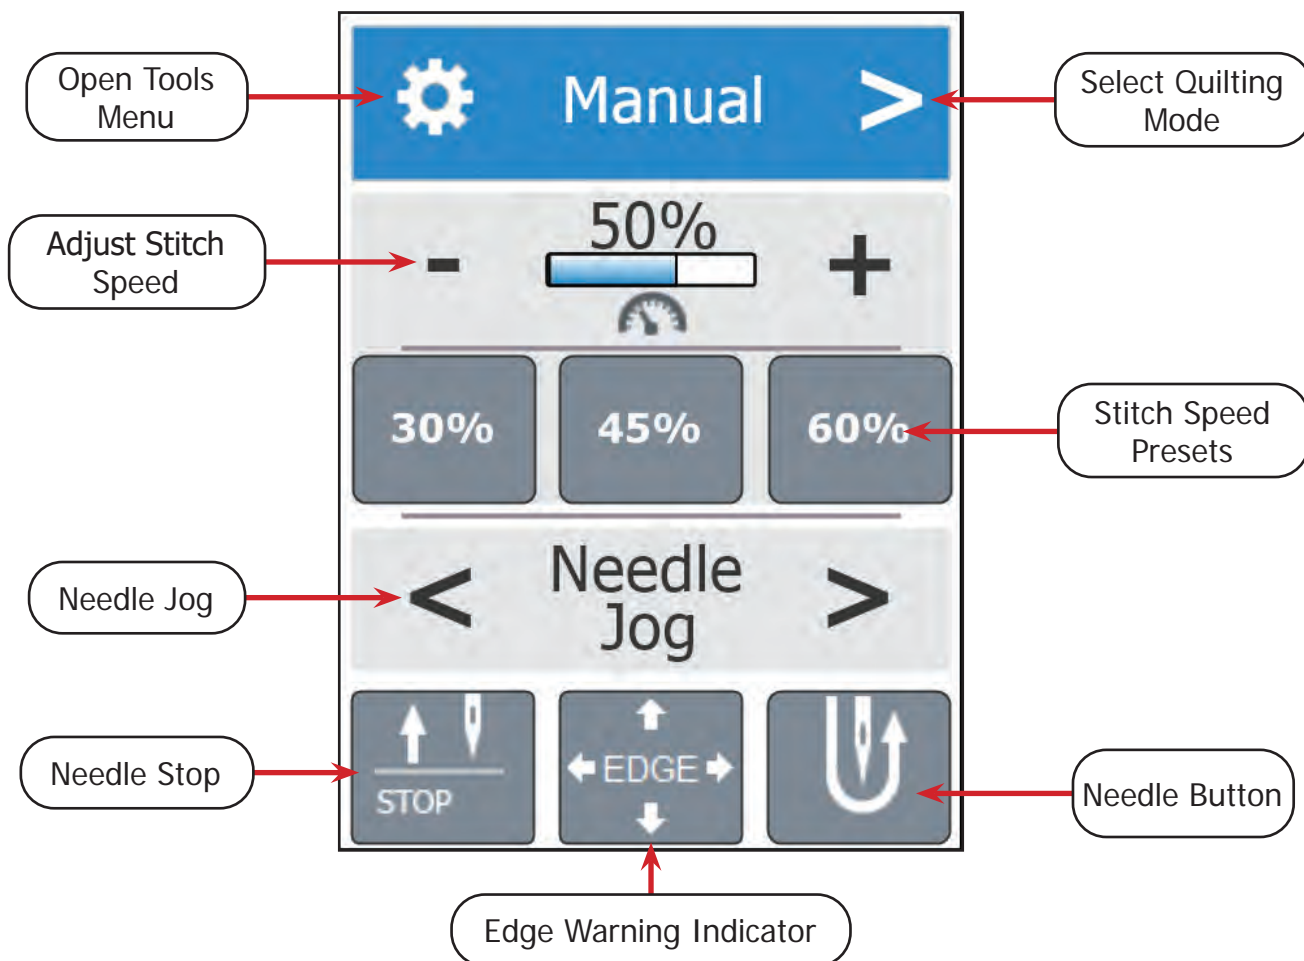 Open Tools
Menu
Manual
>
Select Quilting
Mode
Adjust Stitch
Speed
-
50%
+
30%
45%
60%
Stitch Speed
Presets
Needle Jog
<
Needle
Jog
>
Needle Stop
STOP
EDGE
Needle Button
Edge Warning Indicator